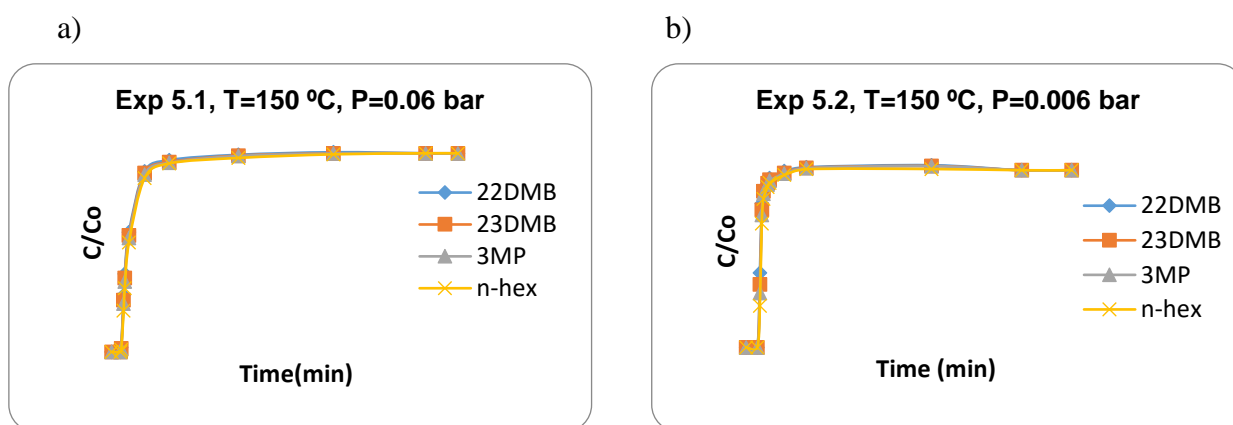 a)
b)
Exp 5.1, T=150 ºC, P=0.06 bar
C/Co
22DMB
23DMB
3MP
n-hex
Time(min)
Exp 5.2, T=150 ºC, P=0.006 bar
C/Co
22DMB
23DMB
3MP
n-hex
Time (min)